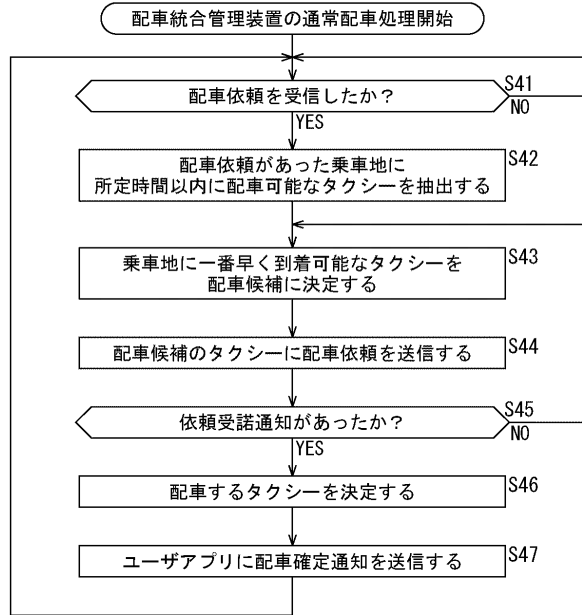 配車統合管理装置の通常配車処理開始
配車依頼を受信したか？
S41
NO
YES
配車依頼があった乗車地に
所定時間以内に配車可能なタクシーを抽出する
S42
乗車地に一番早く到着可能なタクシーを
配車候補に決定する
S43
配車候補のタクシーに配車依頼を送信する
S44
依頼受諾通知があったか？
S45
NO
YES
配車するタクシーを決定する
S46
ユーザアプリに配車確定通知を送信する
S47